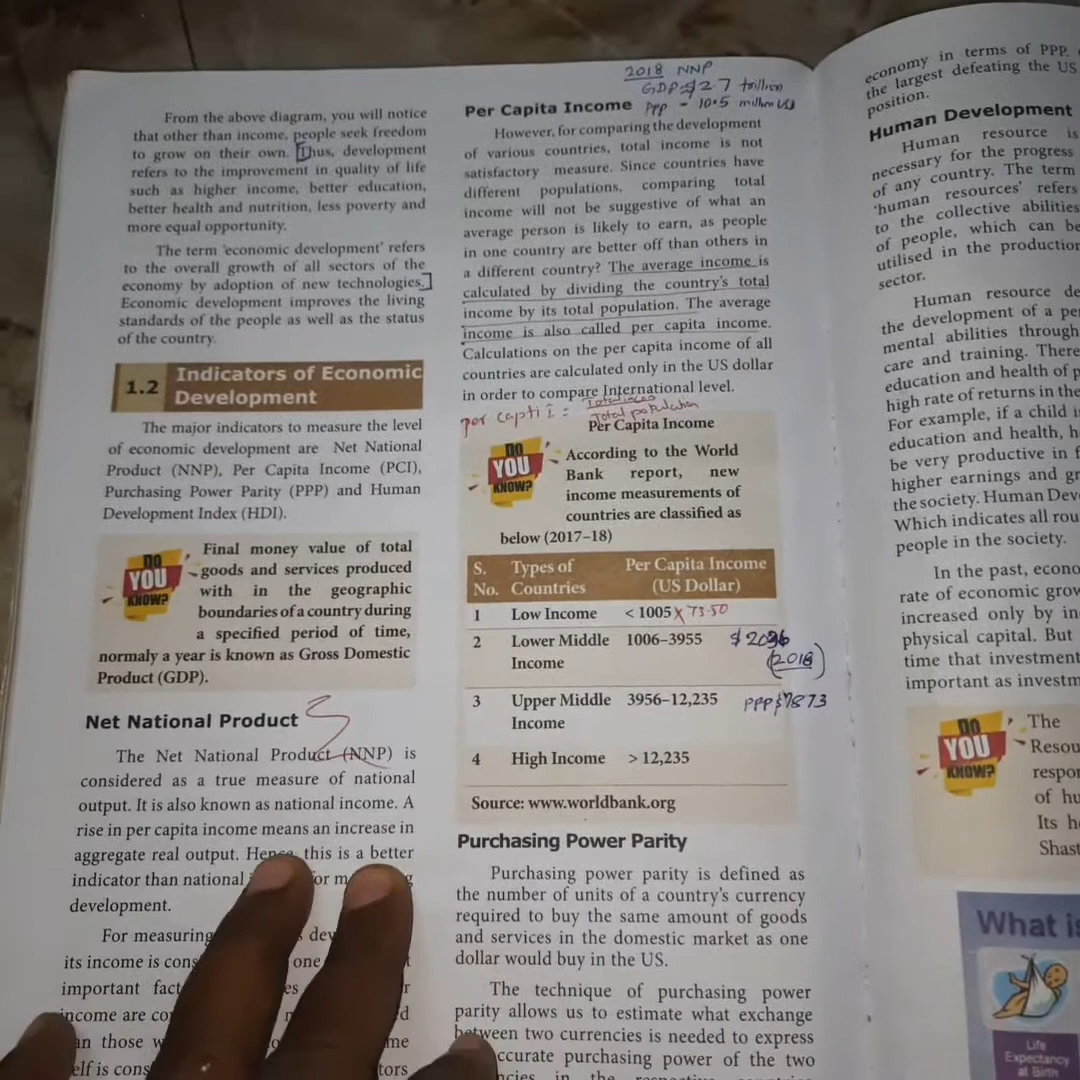 From the above diagram, you will notice
that other than income, people seek freedom
to grow on their own. Thus, development
refers to the improvement in quality of life
such as higher income, better education,
better health and nutrition, less poverty and
more equal opportunity.
The term 'economic development' refers
to the overall growth of all sectors of the
economy by adoption of new technologies.
Economic development improves the living
standards of the people as well as the status
of the country.
1.2 Indicators of Economic
Development
The major indicators to measure the level
of economic development are Net National
Product (NNP), Per Capita Income (PCI),
Purchasing Power Parity (PPP) and Human
Development Index (HDI).
DO
YOU
KNOW?
Final money value of total
goods and services produced
with in the geographic
boundaries of a country during
a specified period of time,
normaly a year is known as Gross Domestic
Product (GDP).
Net National Product
The Net National Product (NNP) is
considered as a true measure of national
output. It is also known as national income. A
rise in per capita income means an increase in
aggregate real output. Hence, this is a better
indicator than national
development.
For measuring
its income is one
important
income are
an those
2018 NNP
GDP = $ 2.7 trillion
PPP - 10.5 million US
Per Capita Income
However, for comparing the development
of various countries, total income is not
satisfactory measure. Since countries have
different populations, comparing total
income will not be suggestive of what an
average person is likely to earn, as people
in one country are better off than others in
a different country? The average income is
calculated by dividing the country's total
income by its total population. The average
income is also called per capita income.
Calculations on the per capita income of all
countries are calculated only in the US dollar
in order to compare International level.
per capti I =
Total population
Per Capita Income
DO
YOU
KNOW?
According to the World
Bank report, new
income measurements of
countries are classified as
below (2017–18)
S. No. Types of Countries Per Capita Income (US Dollar)
1 Low Income < 1005 x 73.50
2 Lower Middle Income 1006–3955
(2018)
3 Upper Middle Income 3956–12,235 PPP $7873
4 High Income > 12,235
Source: www.worldbank.org
Purchasing Power Parity
Purchasing power parity is defined as
the number of units of a country's currency
required to buy the same amount of goods
and services in the domestic market as one
dollar would buy in the US.
The technique of purchasing power
parity allows us to estimate what exchange
between two currencies is needed to express
accurate purchasing power of the two
economy in terms of PPP.
the largest defeating the US
position.
Human Development
Human resource is
necessary for the progress
of any country. The term
'human resources' refers
to the collective abilities
of people, which can be
utilised in the production
sector.
Human resource
the development of a
mental abilities through
care and training. There
education and health of
high rate of returns in the
For example, if a child
education and health,
be very productive in
higher earnings and
the society. Human
Which indicates all
people in the society.
In the past,
rate of economic
increased only by in
physical capital. But
time that investment
important as
DO
YOU
KNOW?
The
of
Its
What is
Life
Expectancy
at Birth